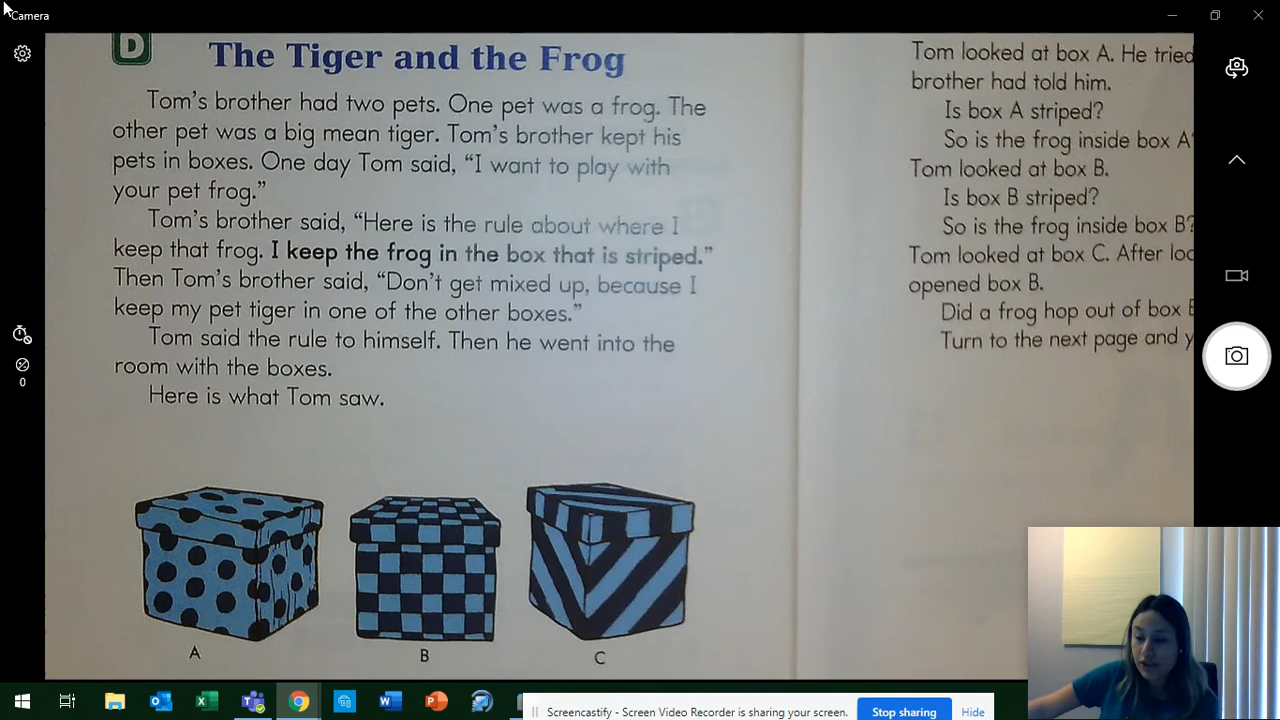 Camera
D
The Tiger and the Frog
Tom's brother had two pets. One pet was a frog. The
other pet was a big mean tiger. Tom's brother kept his
pets in boxes. One day Tom said, “I want to play with
your pet frog.”
Tom's brother said, “Here is the rule about where I
keep that frog. I keep the frog in the box that is striped.”
Then Tom's brother said, “Don't get mixed up, because I
keep my pet tiger in one of the other boxes.”
Tom said the rule to himself. Then he went into the
room with the boxes.
Here is what Tom saw.
A
B
C
Tom looked at box A. He tried
brother had told him.
Is box A striped?
So is the frog inside box A?
Tom looked at box B.
Is box B striped?
So is the frog inside box B?
Tom looked at box C. After
opened box B.
Did a frog hop out of box
Turn to the next page and
0
Screencastify - Screen Video Recorder is sharing your screen.
Stop sharing
Hide